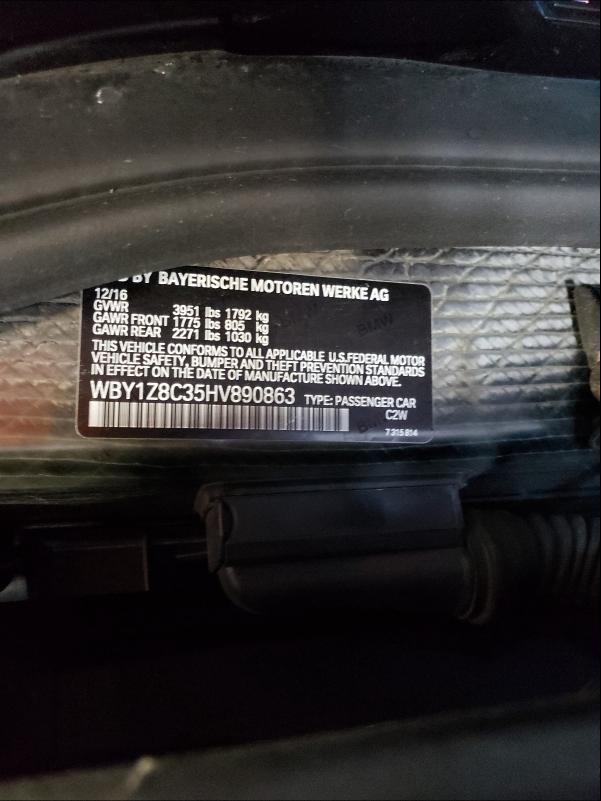 BY BAYERISCHE MOTOREN WERKE AG
12/16
GVWR 3951 lbs 1792 kg
GAWR FRONT 1775 lbs 805 kg
GAWR REAR 2271 lbs 1030 kg
THIS VEHICLE CONFORMS TO ALL APPLICABLE U.S.FEDERAL MOTOR
VEHICLE SAFETY, BUMPER AND THEFT PREVENTION STANDARDS
IN EFFECT ON THE DATE OF MANUFACTURE SHOWN ABOVE.
WBY1Z8C35HV890863 TYPE: PASSENGER CAR
C2W
7 315 814